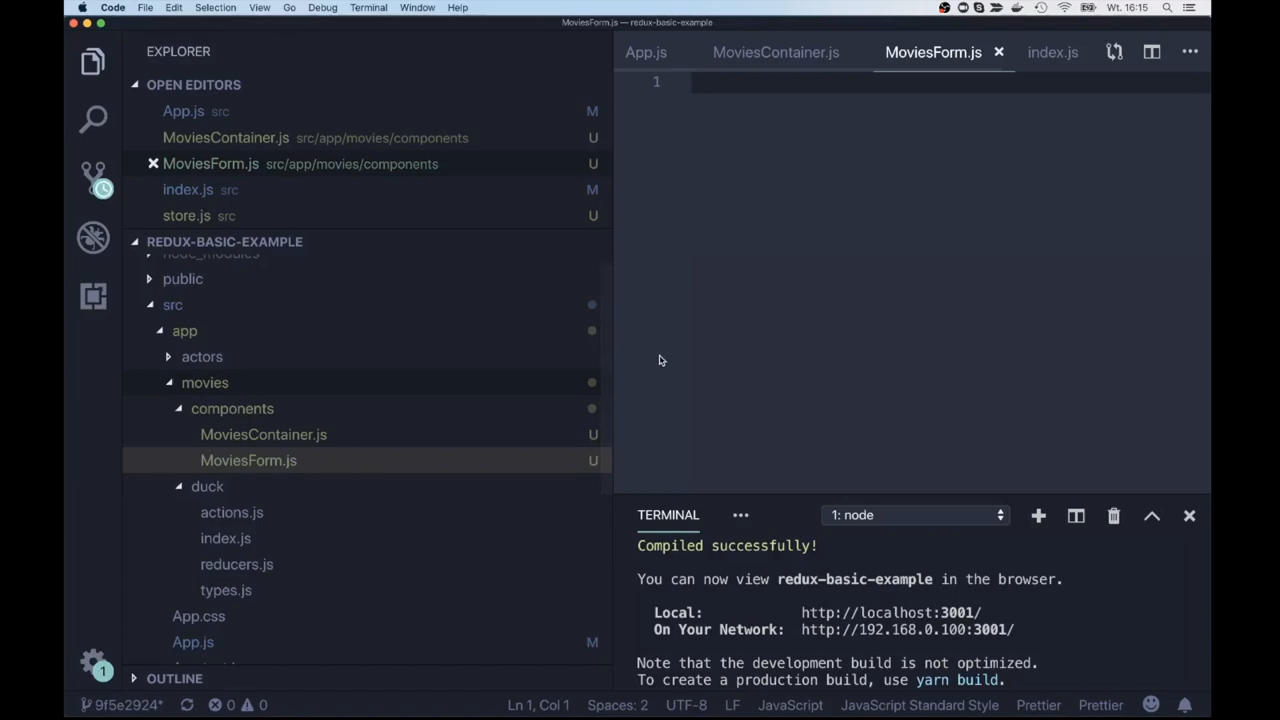 Code File Edit Selection View Go Debug Terminal Window Help Wt. 16:15
MoviesForm.js — redux-basic-example
EXPLORER
OPEN EDITORS
App.js src M
MoviesContainer.js src/app/movies/components U
MoviesForm.js src/app/movies/components U
index.js src M
store.js src U
REDUX-BASIC-EXAMPLE
node_modules
public
src
app
actors
movies
components
MoviesContainer.js U
MoviesForm.js U
duck
actions.js
index.js
reducers.js
types.js
App.css
App.js M
OUTLINE
App.js MoviesContainer.js MoviesForm.js index.js
1
TERMINAL 1: node
Compiled successfully!
You can now view redux-basic-example in the browser.
Local: http://localhost:3001/
On Your Network: http://192.168.0.100:3001/
Note that the development build is not optimized.
To create a production build, use yarn build.
1
9f5e2924* 0 0 Ln 1, Col 1 Spaces: 2 UTF-8 LF JavaScript JavaScript Standard Style Prettier Prettier